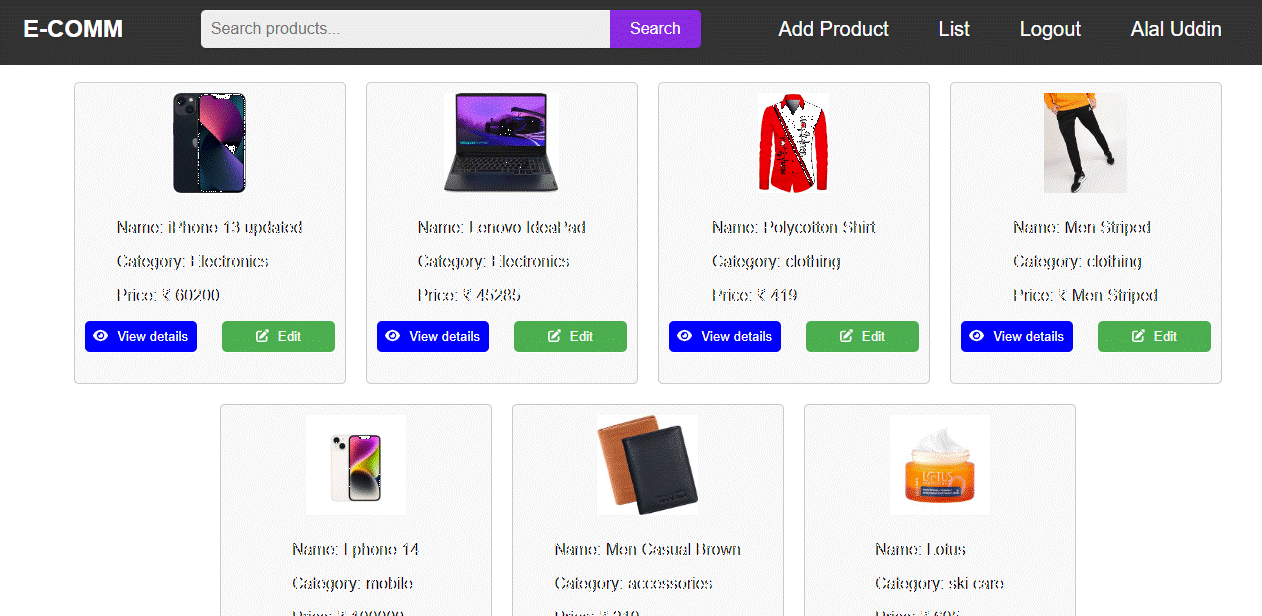 E-COMM Search products... Search Add Product List Logout Alal Uddin
Name: iPhone 13 updated
Category: Electronics
Price: ₹ 60200
View details Edit
Name: Lenovo IdeaPad
Category: Electronics
Price: ₹ 45285
View details Edit
Name: Polycotton Shirt
Category: clothing
Price: ₹ 419
View details Edit
Name: Men Striped
Category: clothing
Price: ₹ Men Striped
View details Edit
Name: I phone 14
Category: mobile
Price: ₹ 100000
Name: Men Casual Brown
Category: accessories
Price: ₹
LOTUS
Name: Lotus
Category: ski care
Price: ₹